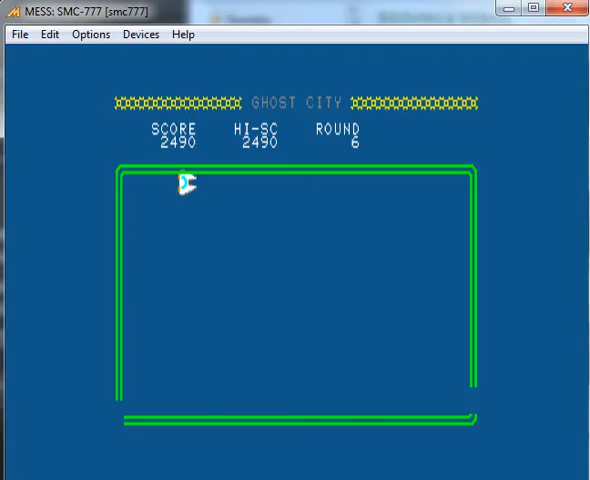 MESS: SMC-777 [smc777]
File Edit Options Devices Help
GHOST CITY
SCORE HI-SC ROUND
2490 2490 6